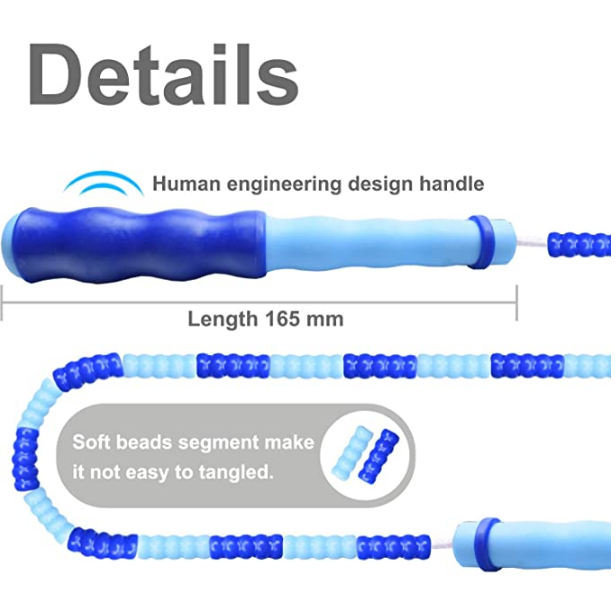 Details
Human engineering design handle
Length 165 mm
Soft beads segment make
it not easy to tangled.